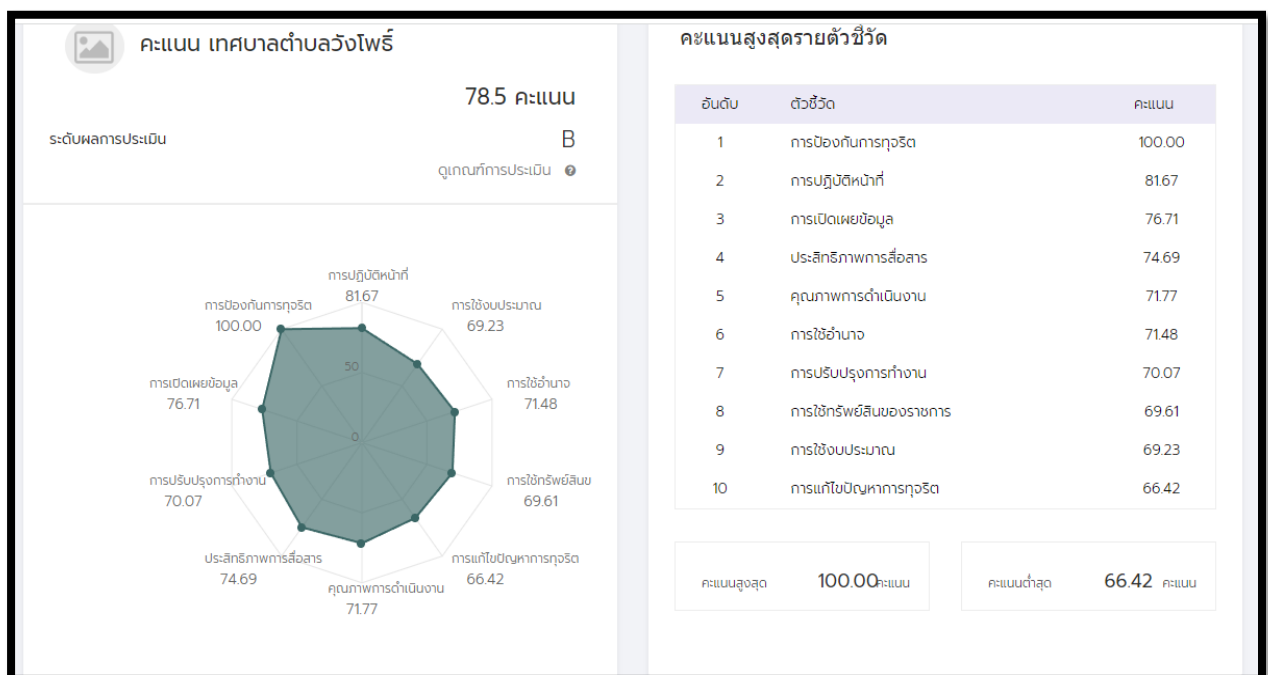 คะแนน เทศบาลตำบลวังโพธิ์
78.5 คะแนน
ระดับผลการประเมิน B
ดูเกณฑ์การประเมิน
การปฏิบัติหน้าที่
81.67
การใช้งบประมาณ
69.23
การใช้อำนาจ
71.48
การใช้ทรัพย์สินข
69.61
การแก้ไขปัญหาการทุจริต
66.42
คุณภาพการดำเนินงาน
71.77
ประสิทธิภาพการสื่อสาร
74.69
การปรับปรุงการทำงาน
70.07
การเปิดเผยข้อมูล
76.71
การป้องกันการทุจริต
100.00
50
0
คะแนนสูงสุดรายตัวชี้วัด
อันดับ ตัวชี้วัด คะแนน
1 การป้องกันการทุจริต 100.00
2 การปฏิบัติหน้าที่ 81.67
3 การเปิดเผยข้อมูล 76.71
4 ประสิทธิภาพการสื่อสาร 74.69
5 คุณภาพการดำเนินงาน 71.77
6 การใช้อำนาจ 71.48
7 การปรับปรุงการทำงาน 70.07
8 การใช้ทรัพย์สินของราชการ 69.61
9 การใช้งบประมาณ 69.23
10 การแก้ไขปัญหาการทุจริต 66.42
คะแนนสูงสุด 100.00 คะแนน
คะแนนต่ำสุด 66.42 คะแนน